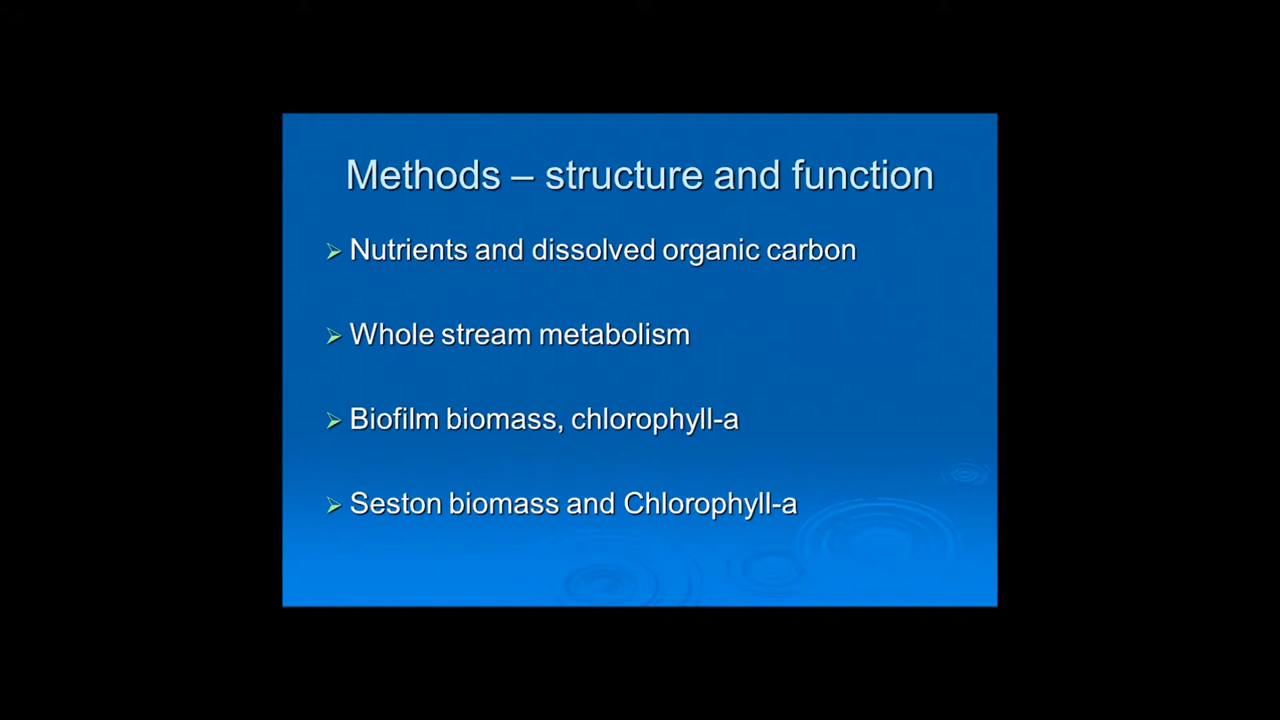 Methods – structure and function
Nutrients and dissolved organic carbon
Whole stream metabolism
Biofilm biomass, chlorophyll-a
Seston biomass and Chlorophyll-a